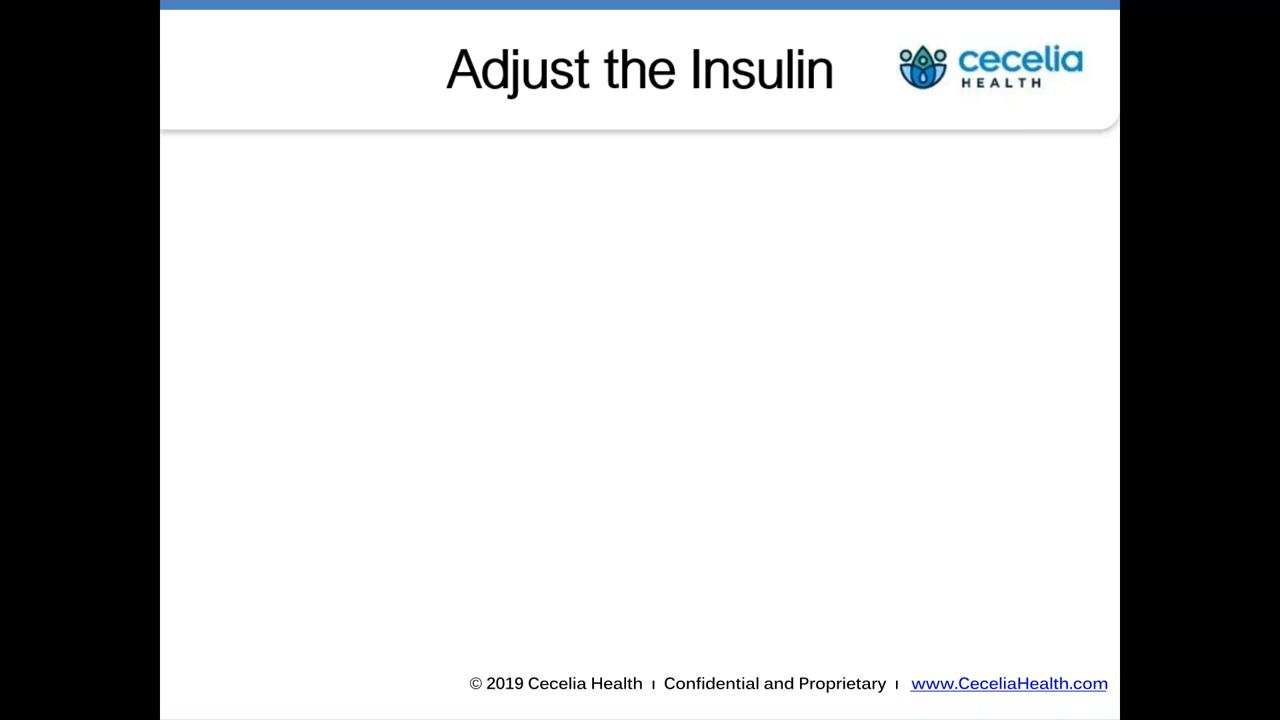 Adjust the Insulin
cecelia
HEALTH
© 2019 Cecelia Health ı Confidential and Proprietary ı www.CeceliaHealth.com